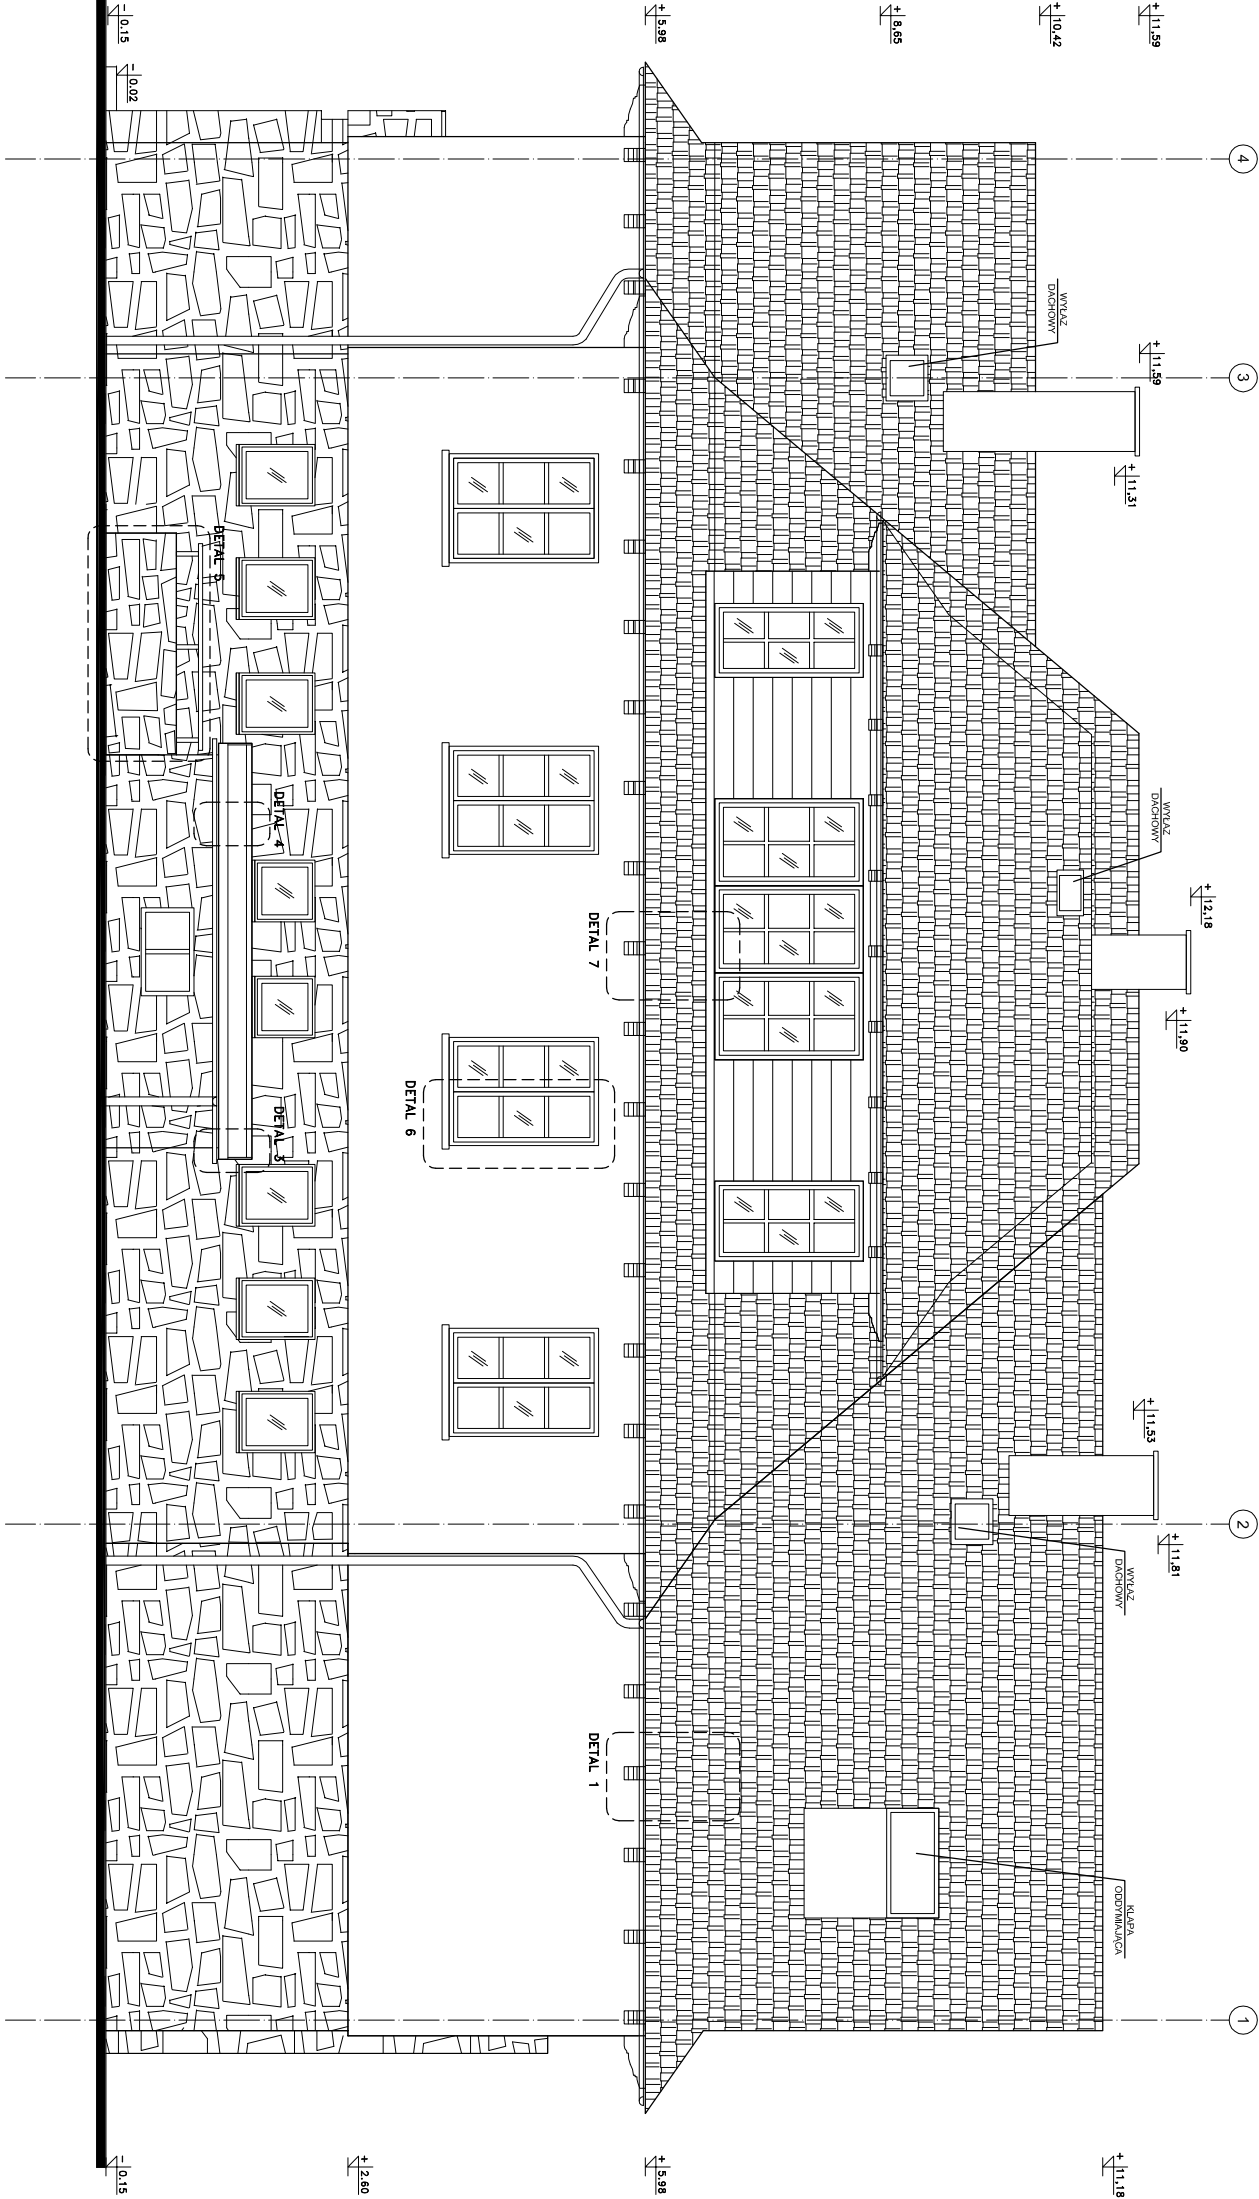 4
3
2
1
+ 11,59
+ 10,42
+ 8,65
+ 5.98
- 0.02
- 0.15
WYŁAZ
DACHOWY
+ 11,59
+ 11,31
WYŁAZ
DACHOWY
+ 12,18
+ 11,90
+ 11,53
+ 11,81
WYŁAZ
DACHOWY
KLAPA
ODDYMIAJĄCA
+ 11,18
+ 5.98
+ 2.60
- 0.15
DETAL 7
DETAL 1
DETAL 6
DETAL 5
DETAL 4
DETAL 3